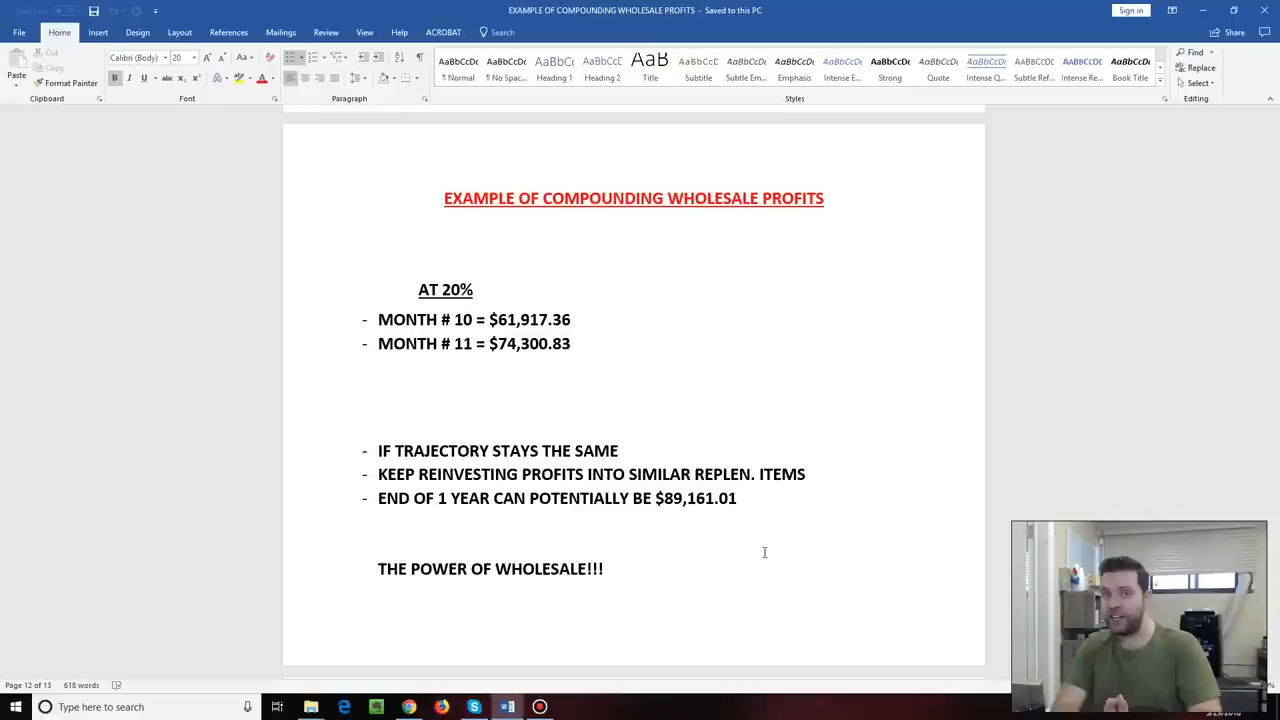 EXAMPLE OF COMPOUNDING WHOLESALE PROFITS - Saved to this PC
Sign in
File Home Insert Design Layout References Mailings Review View Help ACROBAT Search
Share
Paste
Cut
Copy
Format Painter
Clipboard
Calibri (Body) 20
Font
Paragraph
AaBbCcDc AaBbCcDc AaBbCc AaBbCcC AaB AaBbCcD AaBbCcDc AaBbCcDc AaBbCcDc AaBbCcDc AaBbCcDc AaBbCcDc AaBbCcDc AABBCCDD AaBbCcDc
¶ Normal ¶ No Spac... Heading 1 Heading 2 Title Subtitle Subtle Em... Emphasis Intense E... Strong Quote Intense Q... Subtle Ref... Intense Re... Book Title
Styles
Find
Replace
Select
Editing
EXAMPLE OF COMPOUNDING WHOLESALE PROFITS
AT 20%
- MONTH # 10 = $61,917.36
- MONTH # 11 = $74,300.83
- IF TRAJECTORY STAYS THE SAME
- KEEP REINVESTING PROFITS INTO SIMILAR REPLEN. ITEMS
- END OF 1 YEAR CAN POTENTIALLY BE $89,161.01
THE POWER OF WHOLESALE!!!
Page 12 of 13 618 words
Type here to search